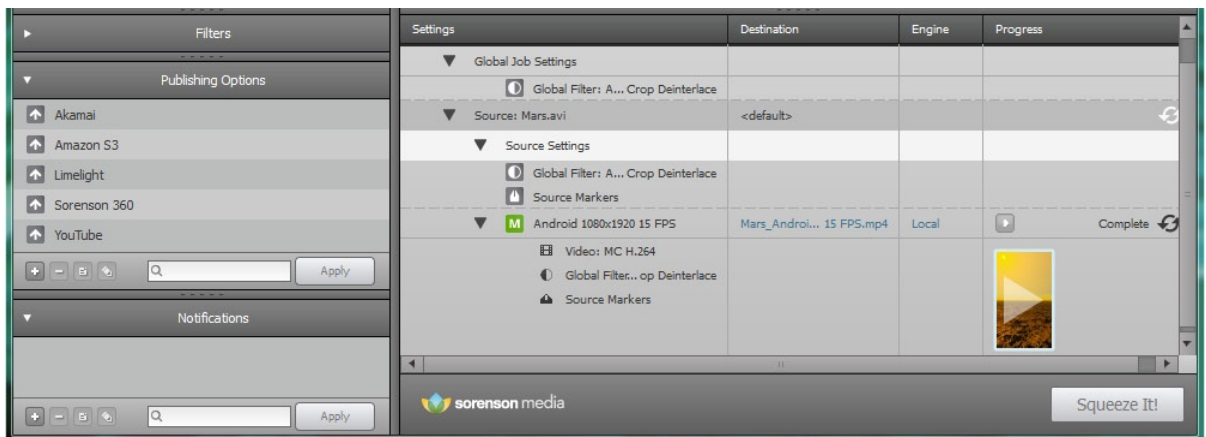 Filters
Publishing Options
Akamai
Amazon S3
Limelight
Sorenson 360
YouTube
Apply
Notifications
Apply
Settings Destination Engine Progress
Global Job Settings
Global Filter: A... Crop Deinterlace
Source: Mars.avi <default>
Source Settings
Global Filter: A... Crop Deinterlace
Source Markers
M Android 1080x1920 15 FPS Mars_Androi... 15 FPS.mp4 Local Complete
Video: MC H.264
Global Filter... op Deinterlace
Source Markers
sorenson media
Squeeze It!